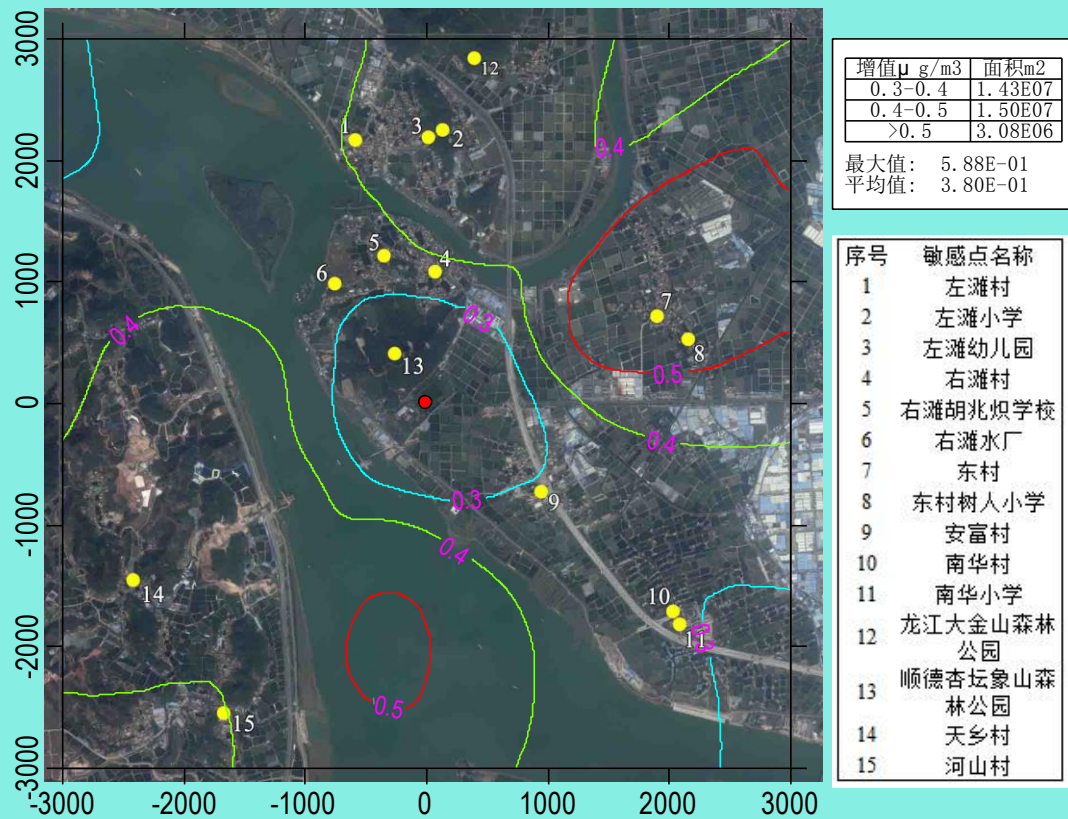 3000
2000
1000
0
-1000
-2000
-3000
-3000
-2000
-1000
0
1000
2000
3000
12
1
3
2
0.4
5
4
6
7
0.3
0.4
8
13
0.5
0.4
0.3
9
0.4
14
10
11
0.5
15
增值μ g/m3 面积m2
0.3-0.4 1.43E07
0.4-0.5 1.50E07
>0.5 3.08E06
最大值: 5.88E-01
平均值: 3.80E-01
序号 敏感点名称
1 左滩村
2 左滩小学
3 左滩幼儿园
4 右滩村
5 右滩胡兆炽学校
6 右滩水厂
7 东村
8 东村树人小学
9 安富村
10 南华村
11 南华小学
12 龙江大金山森林
公园
13 顺德杏坛象山森
林公园
14 天乡村
15 河山村